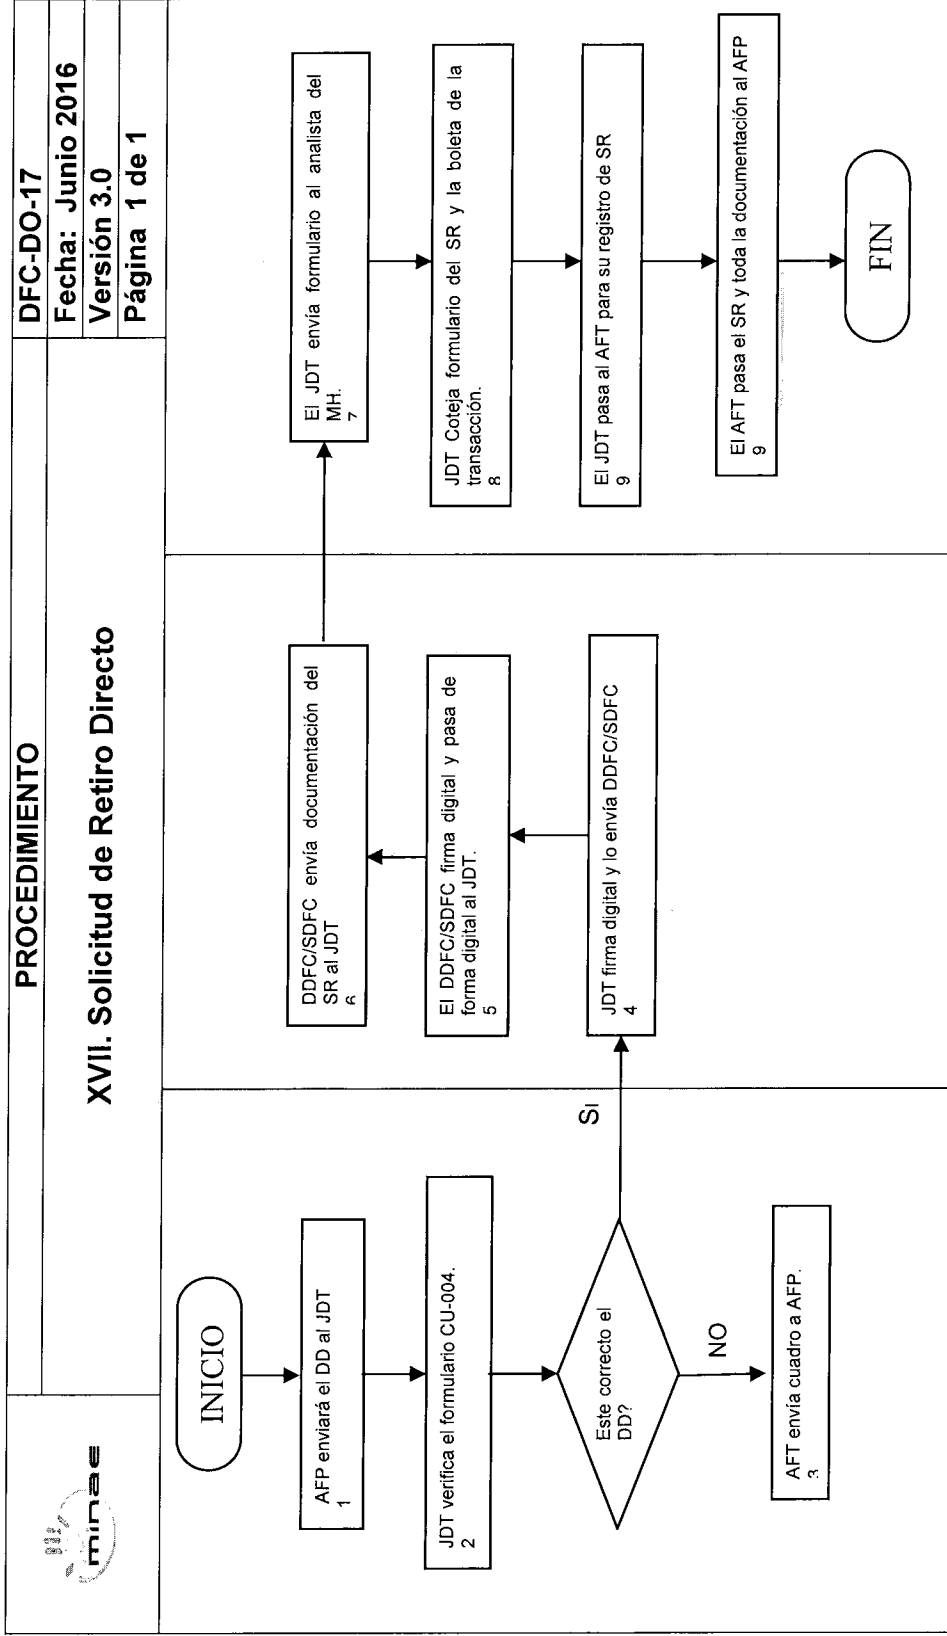 minae
PROCEDIMIENTO
XVII. Solicitud de Retiro Directo
DFC-DO-17
Fecha: Junio 2016
Versión 3.0
Página 1 de 1
INICIO
AFP enviará el DD al JDT
1
JDT verifica el formulario CU-004.
2
Este correcto el
DD?
SI
NO
AFT envía cuadro a AFP.
3
JDT firma digital y lo envía DDFC/SDFC
4
El DDFC/SDFC firma digital y pasa de
forma digital al JDT.
5
DDFC/SDFC envía documentación del
SR al JDT
6
El JDT envía formulario al analista del
MH.
7
JDT Coteja formulario del SR y la boleta de la
transacción.
8
El JDT pasa al AFT para su registro de SR
9
El AFT pasa el SR y toda la documentación al AFP
9
FIN